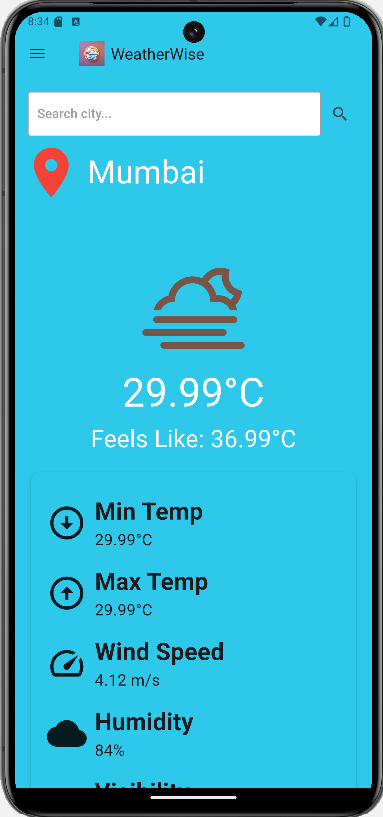 8:34
WeatherWise
Search city...
Mumbai
29.99°C
Feels Like: 36.99°C
Min Temp
29.99°C
Max Temp
29.99°C
Wind Speed
4.12 m/s
Humidity
84%
Visibility